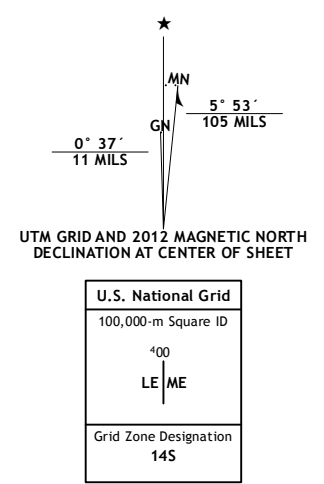 ★
MN
5° 53´
105 MILS
GN
0° 37´
11 MILS
UTM GRID AND 2012 MAGNETIC NORTH
DECLINATION AT CENTER OF SHEET
U.S. National Grid
100,000-m Square ID
⁴00
LE ME
Grid Zone Designation
14S